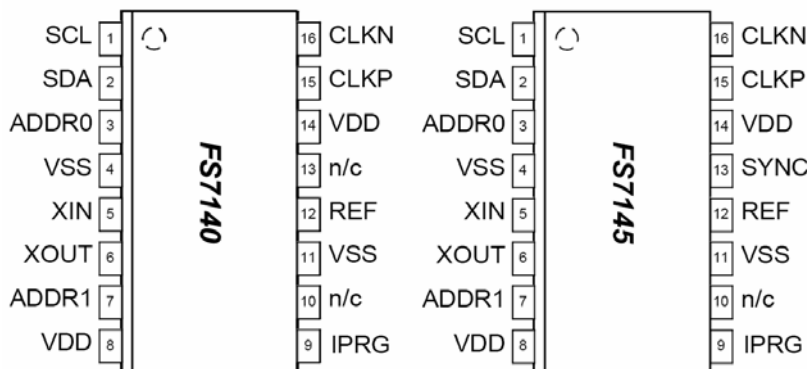 SCL 1 16 CLKN
SDA 2 15 CLKP
ADDR0 3 14 VDD
VSS 4 13 n/c
XIN 5 12 REF
XOUT 6 11 VSS
ADDR1 7 10 n/c
VDD 8 9 IPRG
FS7140
SCL 1 16 CLKN
SDA 2 15 CLKP
ADDR0 3 14 VDD
VSS 4 13 SYNC
XIN 5 12 REF
XOUT 6 11 VSS
ADDR1 7 10 n/c
VDD 8 9 IPRG
FS7145